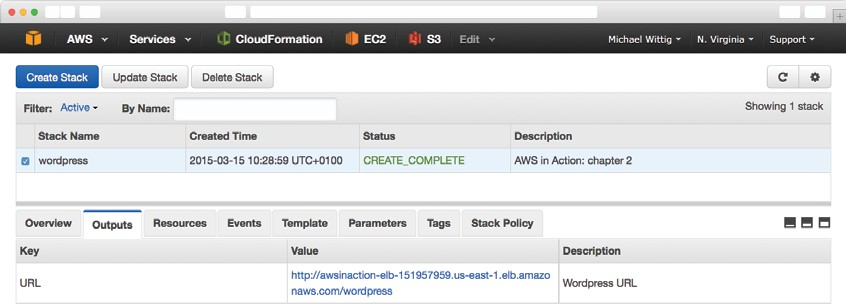 AWS Services CloudFormation EC2 S3 Edit Michael Wittig N. Virginia Support
Create Stack Update Stack Delete Stack
Filter: Active By Name: Showing 1 stack
Stack Name Created Time Status Description
wordpress 2015-03-15 10:28:59 UTC+0100 CREATE_COMPLETE AWS in Action: chapter 2
Overview Outputs Resources Events Template Parameters Tags Stack Policy
Key Value Description
URL http://awsinaction-elb-151957959.us-east-1.elb.amazo Wordpress URL
naws.com/wordpress